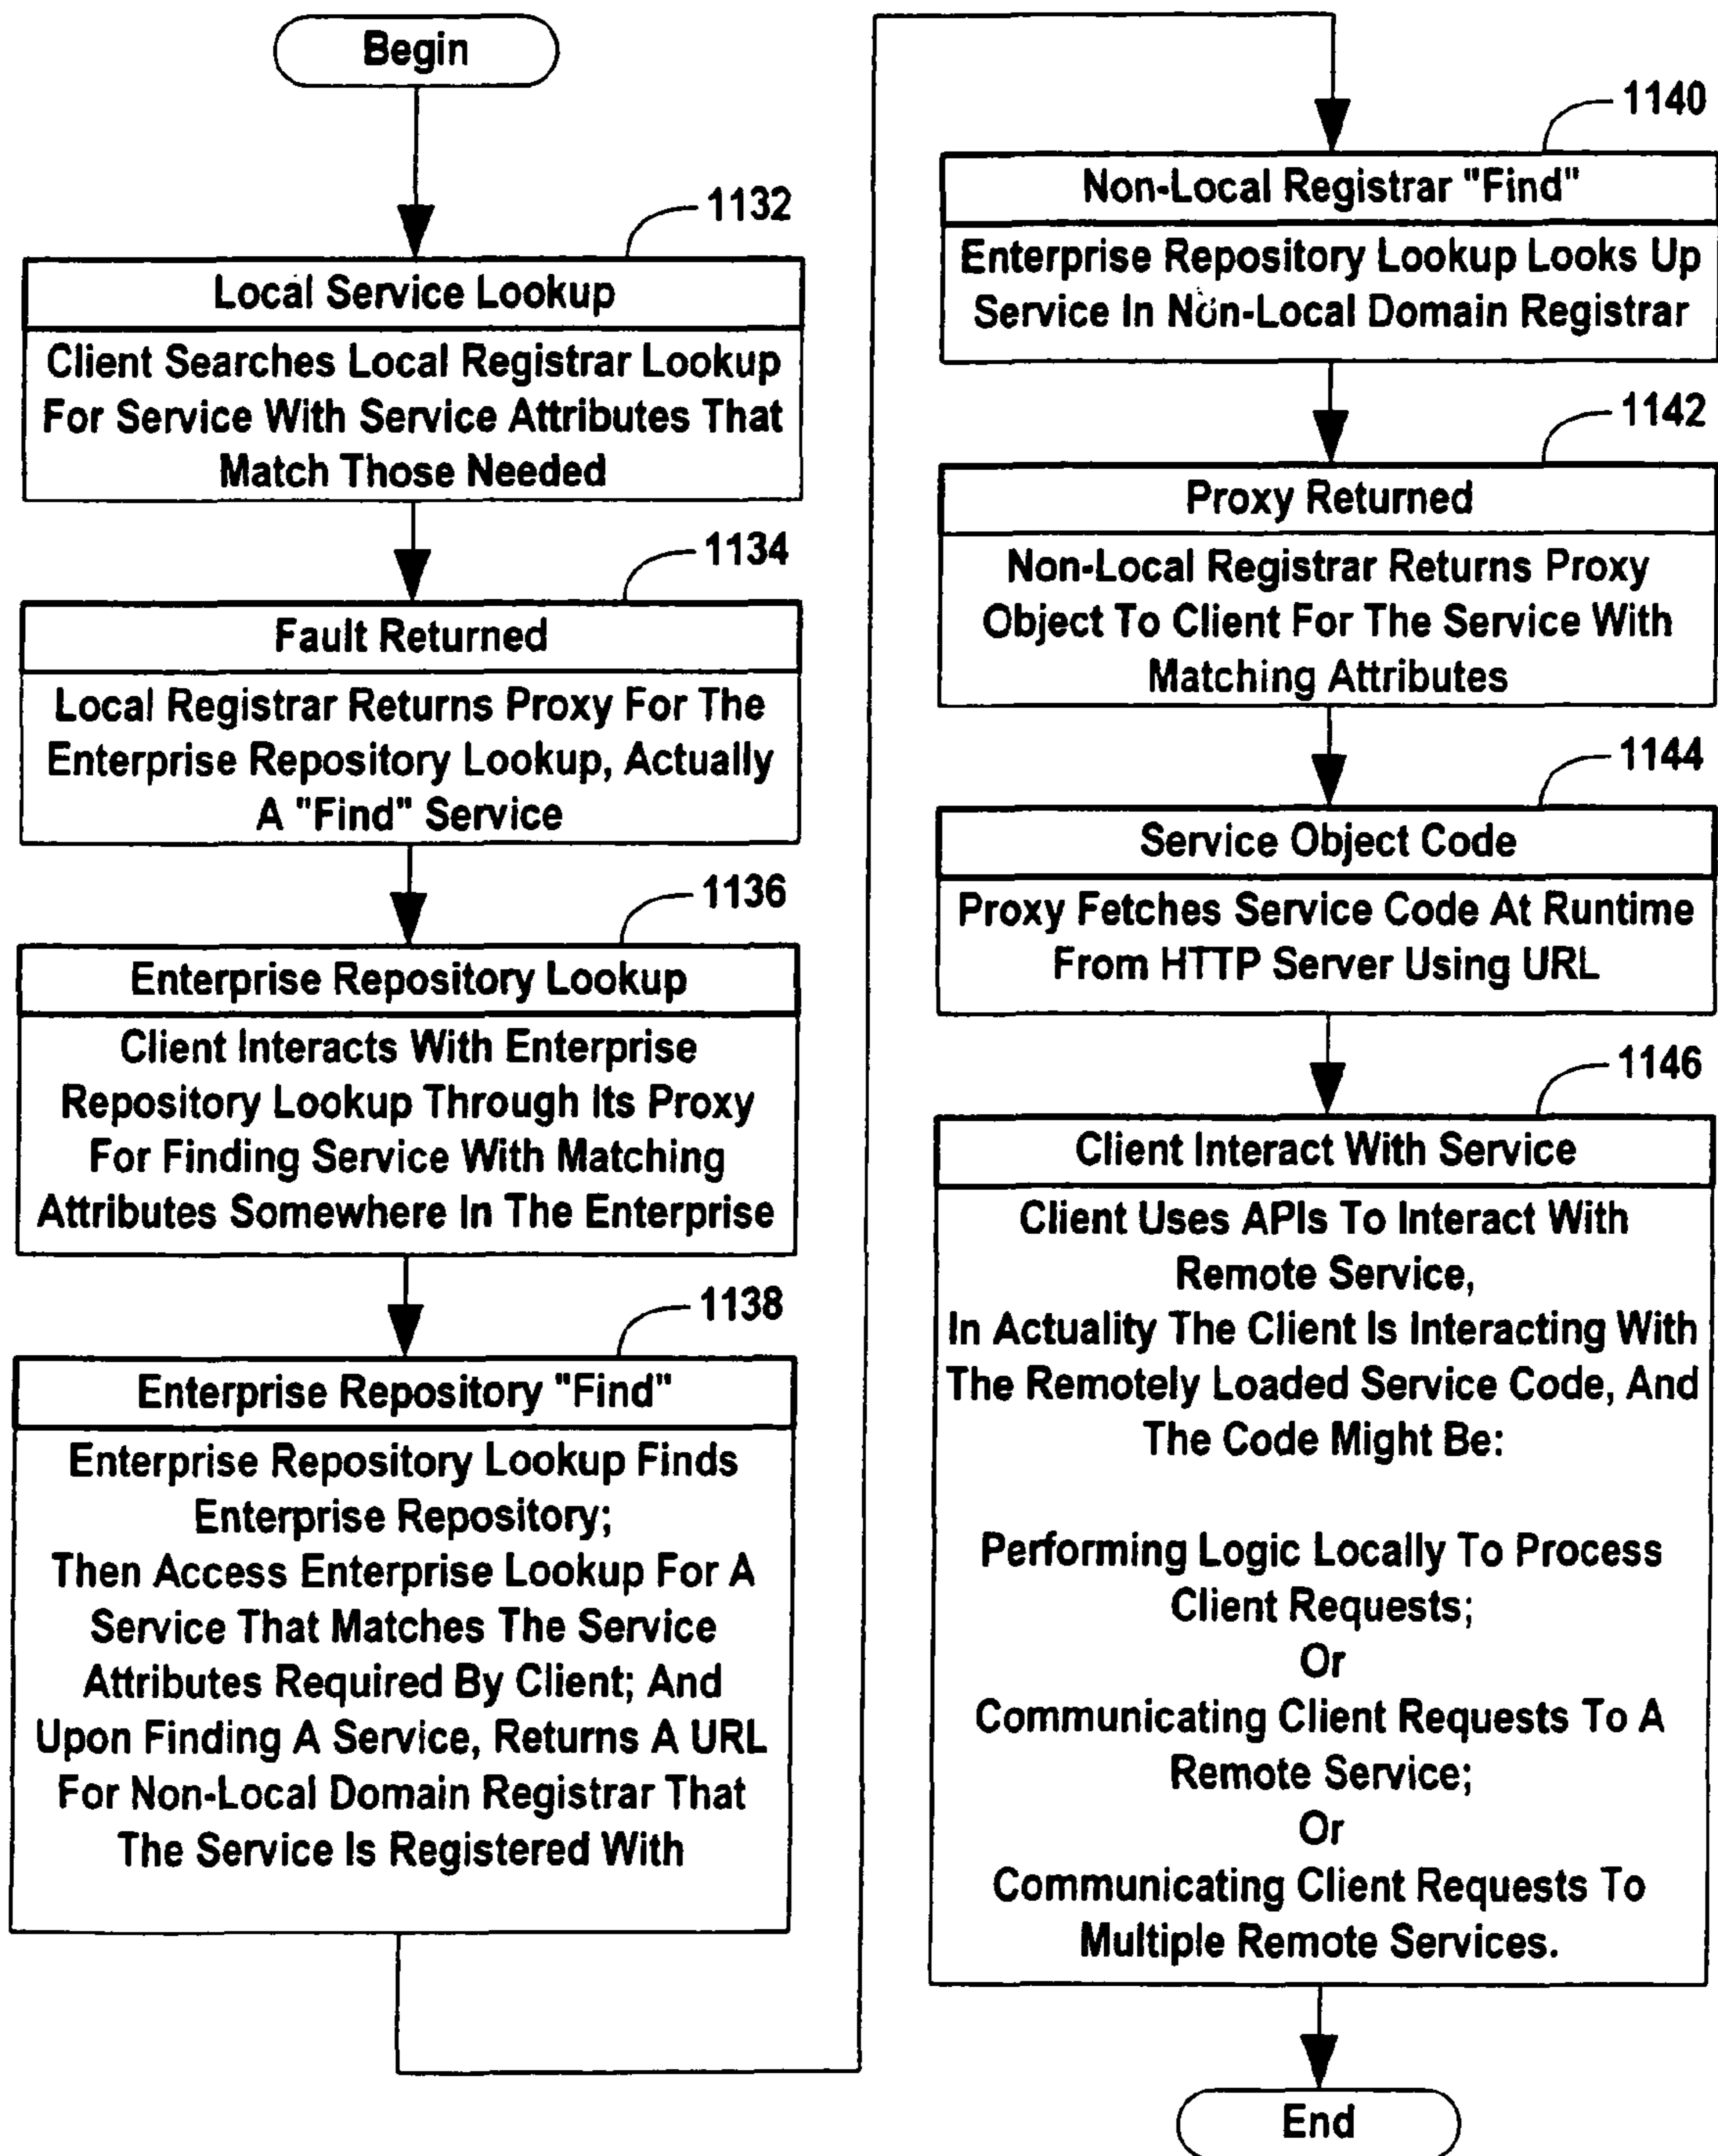 Begin
1132
Local Service Lookup
Client Searches Local Registrar Lookup
For Service With Service Attributes That
Match Those Needed
1134
Fault Returned
Local Registrar Returns Proxy For The
Enterprise Repository Lookup, Actually
A "Find" Service
1136
Enterprise Repository Lookup
Client Interacts With Enterprise
Repository Lookup Through Its Proxy
For Finding Service With Matching
Attributes Somewhere In The Enterprise
1138
Enterprise Repository "Find"
Enterprise Repository Lookup Finds
Enterprise Repository;
Then Access Enterprise Lookup For A
Service That Matches The Service
Attributes Required By Client; And
Upon Finding A Service, Returns A URL
For Non-Local Domain Registrar That
The Service Is Registered With
1140
Non-Local Registrar "Find"
Enterprise Repository Lookup Looks Up
Service In Non-Local Domain Registrar
1142
Proxy Returned
Non-Local Registrar Returns Proxy
Object To Client For The Service With
Matching Attributes
1144
Service Object Code
Proxy Fetches Service Code At Runtime
From HTTP Server Using URL
1146
Client Interact With Service
Client Uses APIs To Interact With
Remote Service,
In Actuality The Client Is Interacting With
The Remotely Loaded Service Code, And
The Code Might Be:
Performing Logic Locally To Process
Client Requests;
Or
Communicating Client Requests To A
Remote Service;
Or
Communicating Client Requests To
Multiple Remote Services.
End